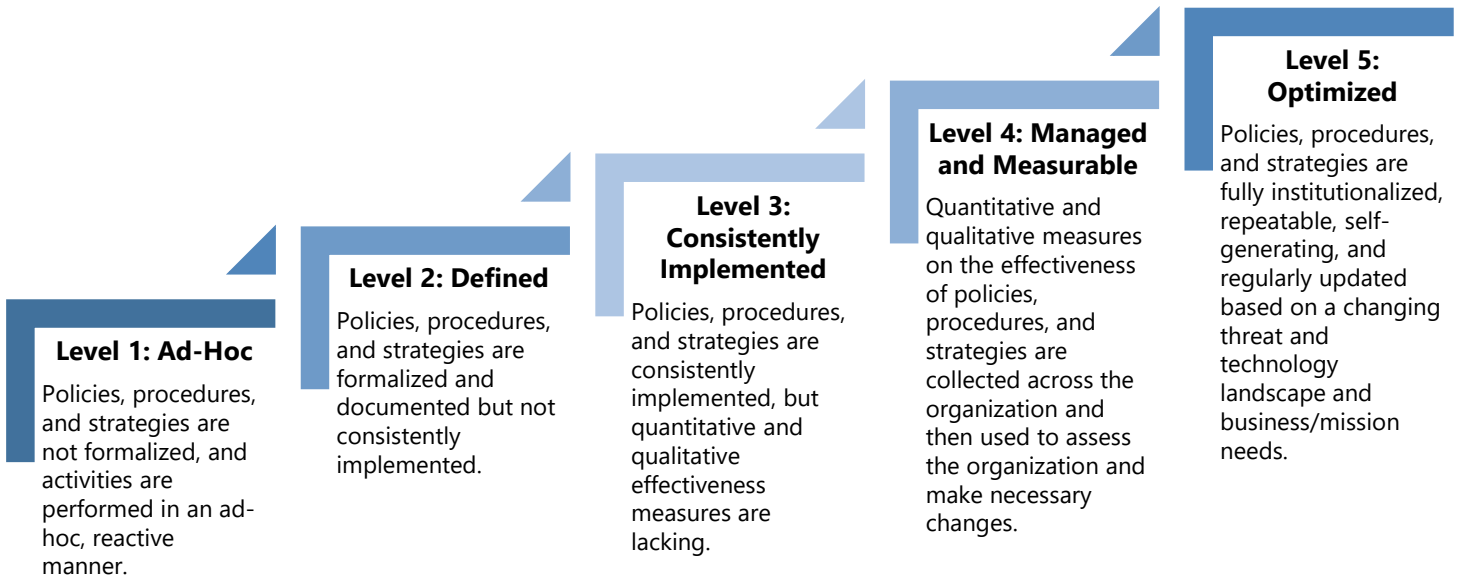 Level 1: Ad-Hoc
Policies, procedures,
and strategies are
not formalized, and
activities are
performed in an ad-
hoc, reactive
manner.
Level 2: Defined
Policies, procedures,
and strategies are
formalized and
documented but not
consistently
implemented.
Level 3:
Consistently
Implemented
Policies, procedures,
and strategies are
consistently
implemented, but
quantitative and
qualitative
effectiveness
measures are
lacking.
Level 4: Managed
and Measurable
Quantitative and
qualitative measures
on the effectiveness
of policies,
procedures, and
strategies are
collected across the
organization and
then used to assess
the organization and
make necessary
changes.
Level 5:
Optimized
Policies, procedures,
and strategies are
fully institutionalized,
repeatable, self-
generating, and
regularly updated
based on a changing
threat and
technology
landscape and
business/mission
needs.